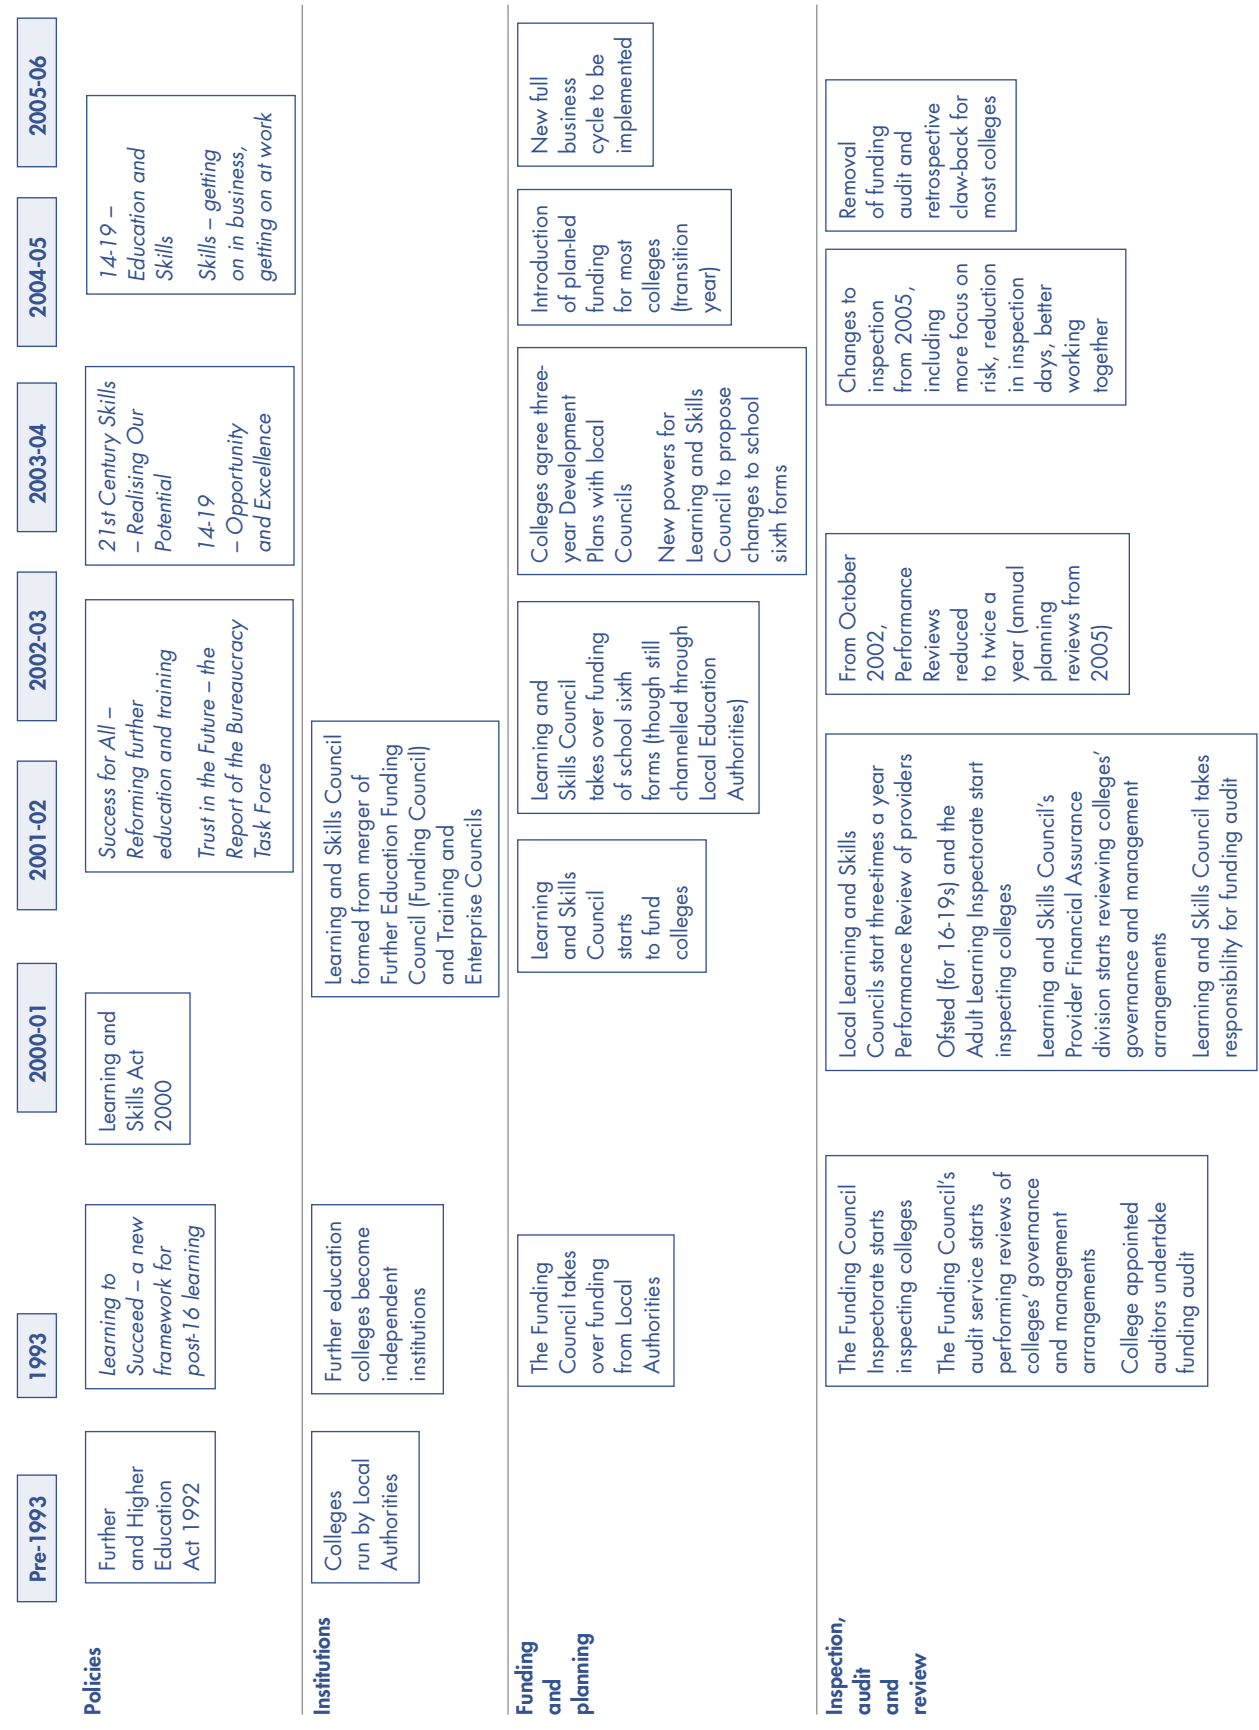 Pre-1993
1993
2000-01
2001-02
2002-03
2003-04
2004-05
2005-06
Policies
Further
and Higher
Education
Act 1992
Learning to
Succeed – a new
framework for
post-16 learning
Learning and
Skills Act
2000
Success for All –
Reforming further
education and training
Trust in the Future – the
Report of the Bureaucracy
Task Force
21st Century Skills
– Realising Our
Potential
14-19
– Opportunity
and Excellence
14-19 –
Education and
Skills
Skills – getting
on in business,
getting on at work
Institutions
Colleges
run by Local
Authorities
Further education
colleges become
independent
institutions
Learning and Skills Council
formed from merger of
Further Education Funding
Council (Funding Council)
and Training and
Enterprise Councils
Funding
and
planning
The Funding
Council takes
over funding
from Local
Authorities
Learning
and Skills
Council
starts
to fund
colleges
Learning and
Skills Council
takes over funding
of school sixth
forms (though still
channelled through
Local Education
Authorities)
Colleges agree three-
year Development
Plans with local
Councils
New powers for
Learning and Skills
Council to propose
changes to school
sixth forms
Introduction
of plan-led
funding
for most
colleges
(transition
year)
New full
business
cycle to be
implemented
Inspection,
audit
and
review
The Funding Council
Inspectorate starts
inspecting colleges
The Funding Council's
audit service starts
performing reviews of
colleges' governance
and management
arrangements
College appointed
auditors undertake
funding audit
Local Learning and Skills
Councils start three-times a year
Performance Review of providers
Ofsted (for 16-19s) and the
Adult Learning Inspectorate start
inspecting colleges
Learning and Skills Council's
Provider Financial Assurance
division starts reviewing colleges'
governance and management
arrangements
Learning and Skills Council takes
responsibility for funding audit
From October
2002,
Performance
Reviews
reduced
to twice a
year (annual
planning
reviews from
2005)
Changes to
inspection
from 2005,
including
more focus on
risk, reduction
in inspection
days, better
working
together
Removal
of funding
audit and
retrospective
claw-back for
most colleges